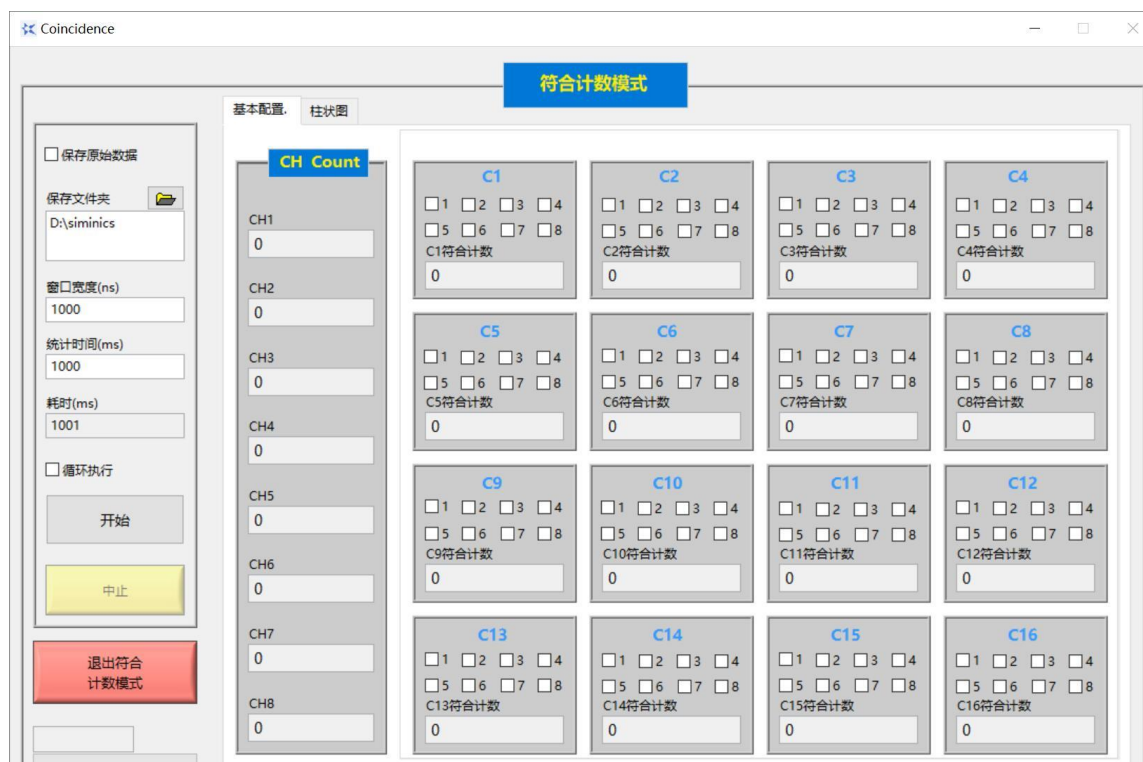 Coincidence
符合计数模式
基本配置.
柱状图
保存原始数据
保存文件夹
D:\siminics
窗口宽度(ns)
1000
统计时间(ms)
1000
耗时(ms)
1001
循环执行
开始
中止
退出符合
计数模式
CH Count
CH1
0
CH2
0
CH3
0
CH4
0
CH5
0
CH6
0
CH7
0
CH8
0
C1
1 2 3 4
5 6 7 8
C1符合计数
0
C2
1 2 3 4
5 6 7 8
C2符合计数
0
C3
1 2 3 4
5 6 7 8
C3符合计数
0
C4
1 2 3 4
5 6 7 8
C4符合计数
0
C5
1 2 3 4
5 6 7 8
C5符合计数
0
C6
1 2 3 4
5 6 7 8
C6符合计数
0
C7
1 2 3 4
5 6 7 8
C7符合计数
0
C8
1 2 3 4
5 6 7 8
C8符合计数
0
C9
1 2 3 4
5 6 7 8
C9符合计数
0
C10
1 2 3 4
5 6 7 8
C10符合计数
0
C11
1 2 3 4
5 6 7 8
C11符合计数
0
C12
1 2 3 4
5 6 7 8
C12符合计数
0
C13
1 2 3 4
5 6 7 8
C13符合计数
0
C14
1 2 3 4
5 6 7 8
C14符合计数
0
C15
1 2 3 4
5 6 7 8
C15符合计数
0
C16
1 2 3 4
5 6 7 8
C16符合计数
0